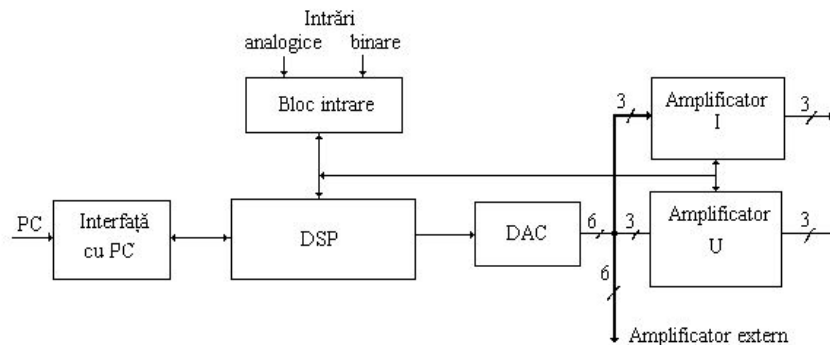 Intrări
analogice binare
Bloc intrare
3
Amplificator
I
3
PC
Interfață
cu PC
DSP
DAC
6
3
Amplificator
U
3
6
Amplificator extern